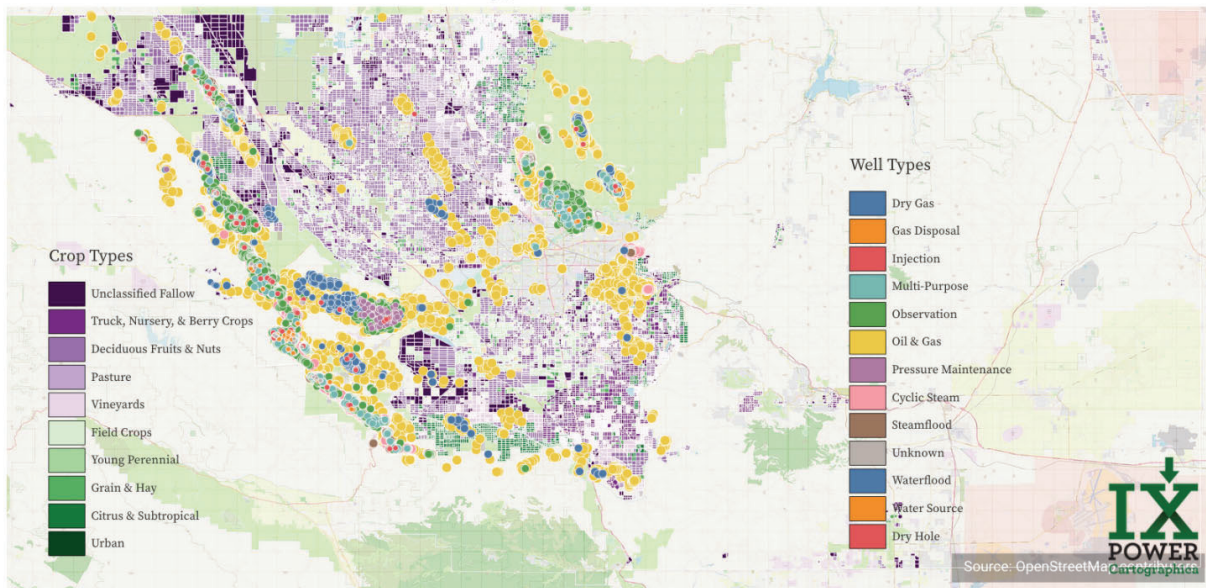 Crop Types
Unclassified Fallow
Truck, Nursery, & Berry Crops
Deciduous Fruits & Nuts
Pasture
Vineyards
Field Crops
Young Perennial
Grain & Hay
Citrus & Subtropical
Urban
Well Types
Dry Gas
Gas Disposal
Injection
Multi-Purpose
Observation
Oil & Gas
Pressure Maintenance
Cyclic Steam
Steamflood
Unknown
Waterflood
Water Source
Dry Hole
IX
POWER
Cartographica
Source: OpenStreetMap contributors